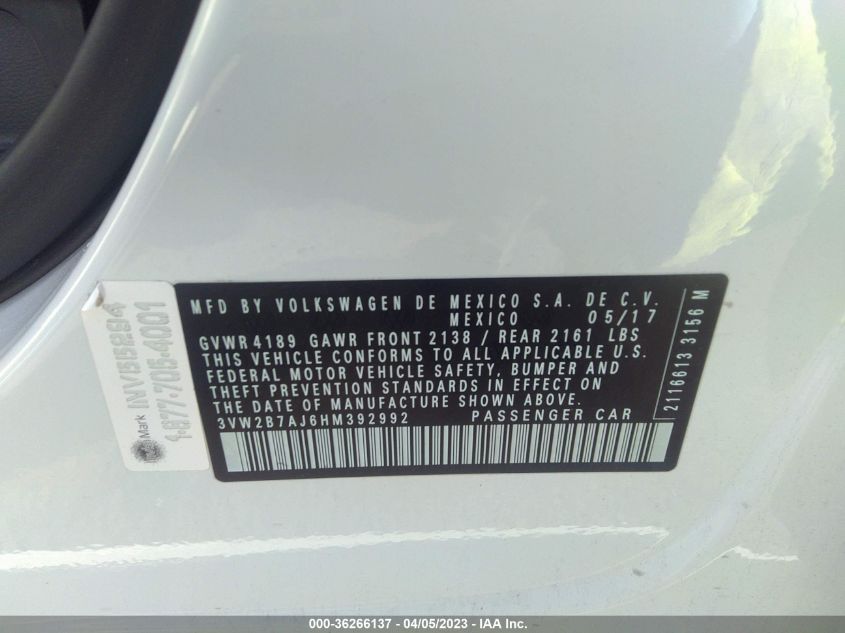 MFD BY VOLKSWAGEN DE MEXICO S.A. DE C.V.
MEXICO 05/17
GVWR 4189 GAWR FRONT 2138 / REAR 2161 LBS
THIS VEHICLE CONFORMS TO ALL APPLICABLE U.S.
FEDERAL MOTOR VEHICLE SAFETY, BUMPER AND
THEFT PREVENTION STANDARDS IN EFFECT ON
THE DATE OF MANUFACTURE SHOWN ABOVE.
3VW2B7AJ6HM392992 PASSENGER CAR
2116613 3156 M
Mark INV55294
1-877-705-4001
000-36266137 - 04/05/2023 - IAA Inc.